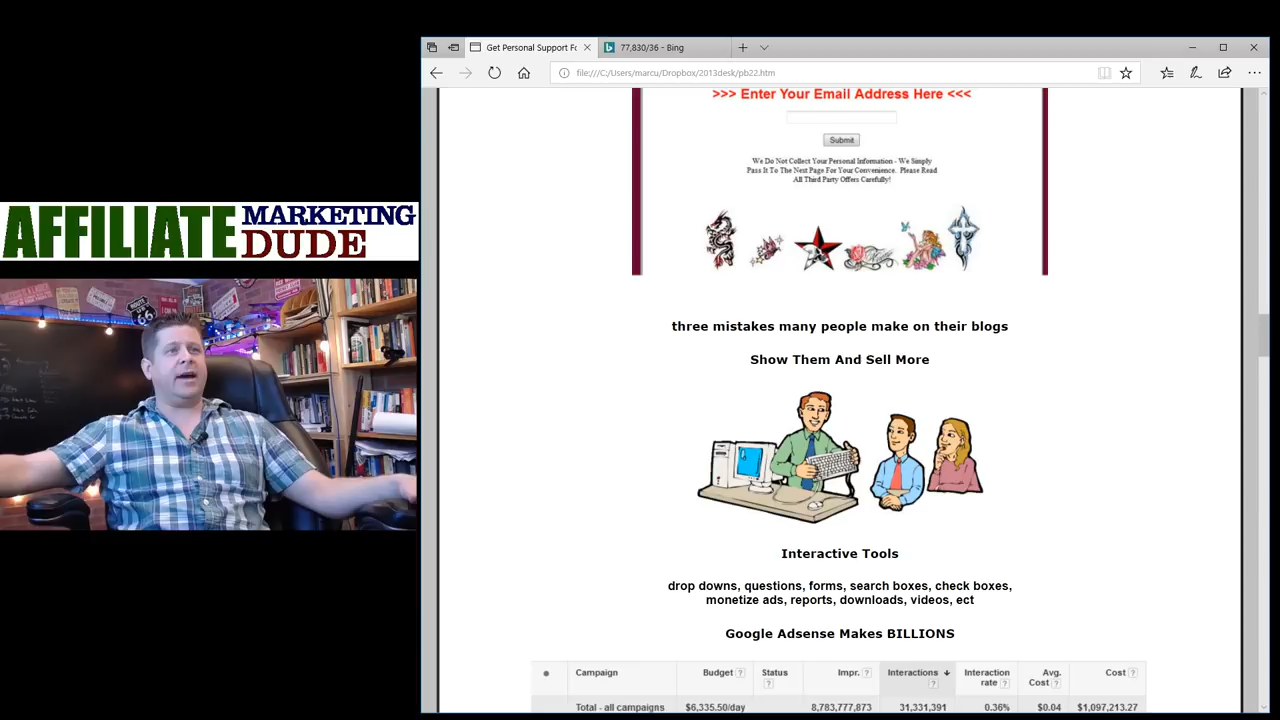 Get Personal Support Fo
77,830/36 - Bing
file:///C:/Users/marcu/Dropbox/2013desk/pb22.htm
>>> Enter Your Email Address Here <<<
Submit
We Do Not Collect Your Personal Information - We Simply
Pass It To The Next Page For Your Convenience. Please Read
All Third Party Offers Carefully!
AFFILIATE
MARKETING
DUDE
ROUTE
66
three mistakes many people make on their blogs
Show Them And Sell More
Interactive Tools
drop downs, questions, forms, search boxes, check boxes,
monetize ads, reports, downloads, videos, ect
Google Adsense Makes BILLIONS
Campaign Budget ? Status ? Impr. ? Interactions ? Interaction rate ? Avg. Cost ? Cost ?
Total - all campaigns $6,335.50/day 8,783,777,873 31,331,391 0.36% $0.04 $1,097,213.27